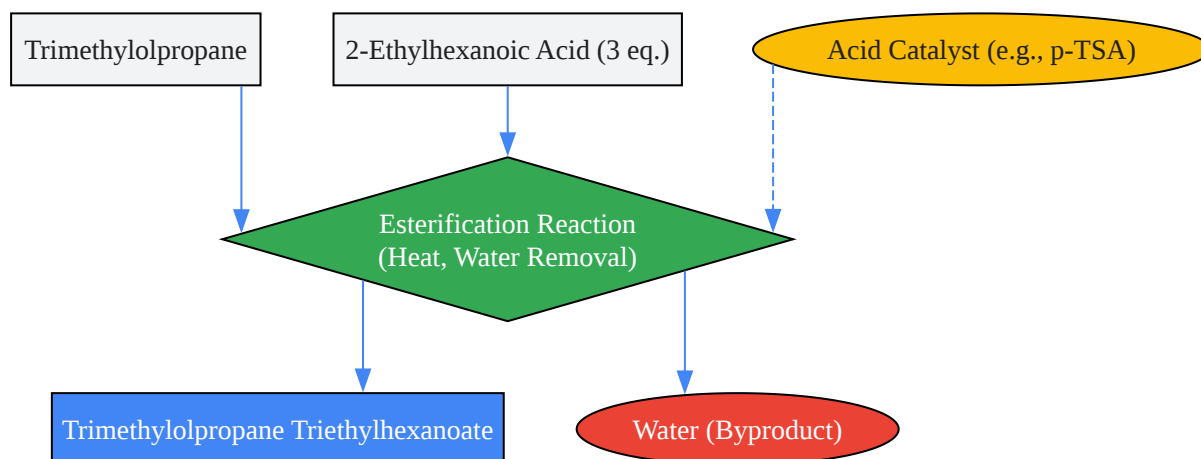 Trimethylolpropane
2-Ethylhexanoic Acid (3 eq.)
Acid Catalyst (e.g., p-TSA)
Esterification Reaction
(Heat, Water Removal)
Trimethylolpropane Triethylhexanoate
Water (Byproduct)